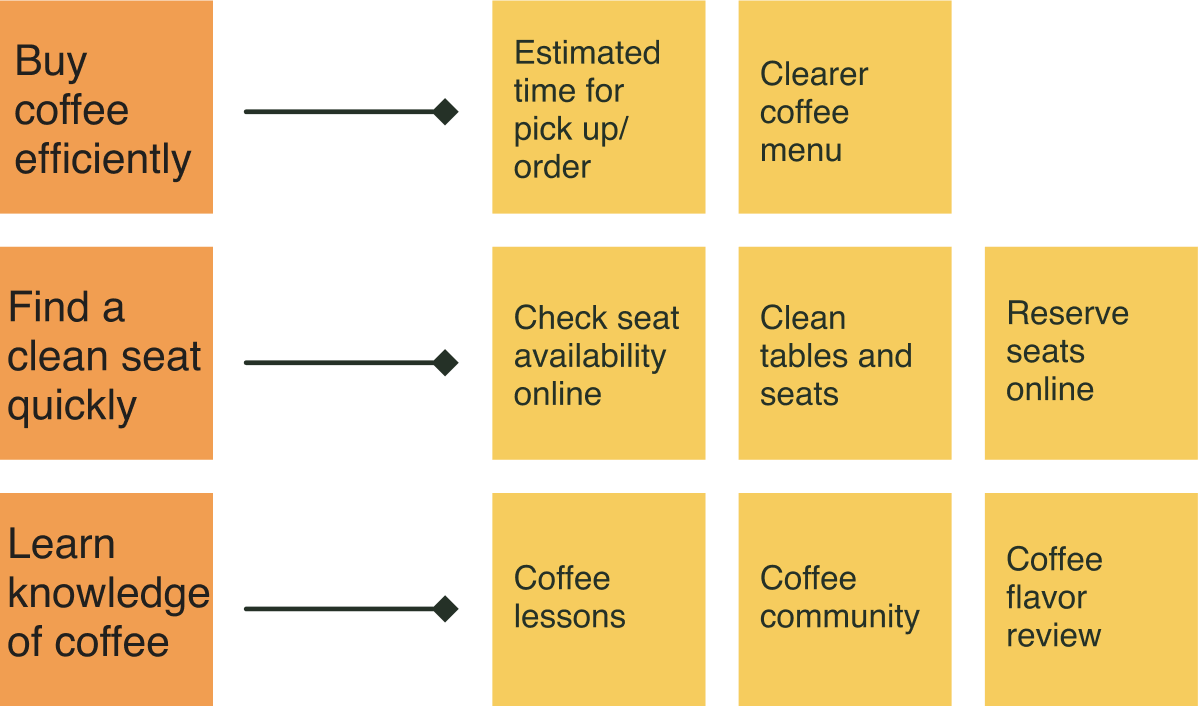 Buy
coffee
efficiently
Estimated
time for
pick up/
order
Clearer
coffee
menu
Find a
clean seat
quickly
Check seat
availability
online
Clean
tables and
seats
Reserve
seats
online
Learn
knowledge
of coffee
Coffee
lessons
Coffee
community
Coffee
flavor
review